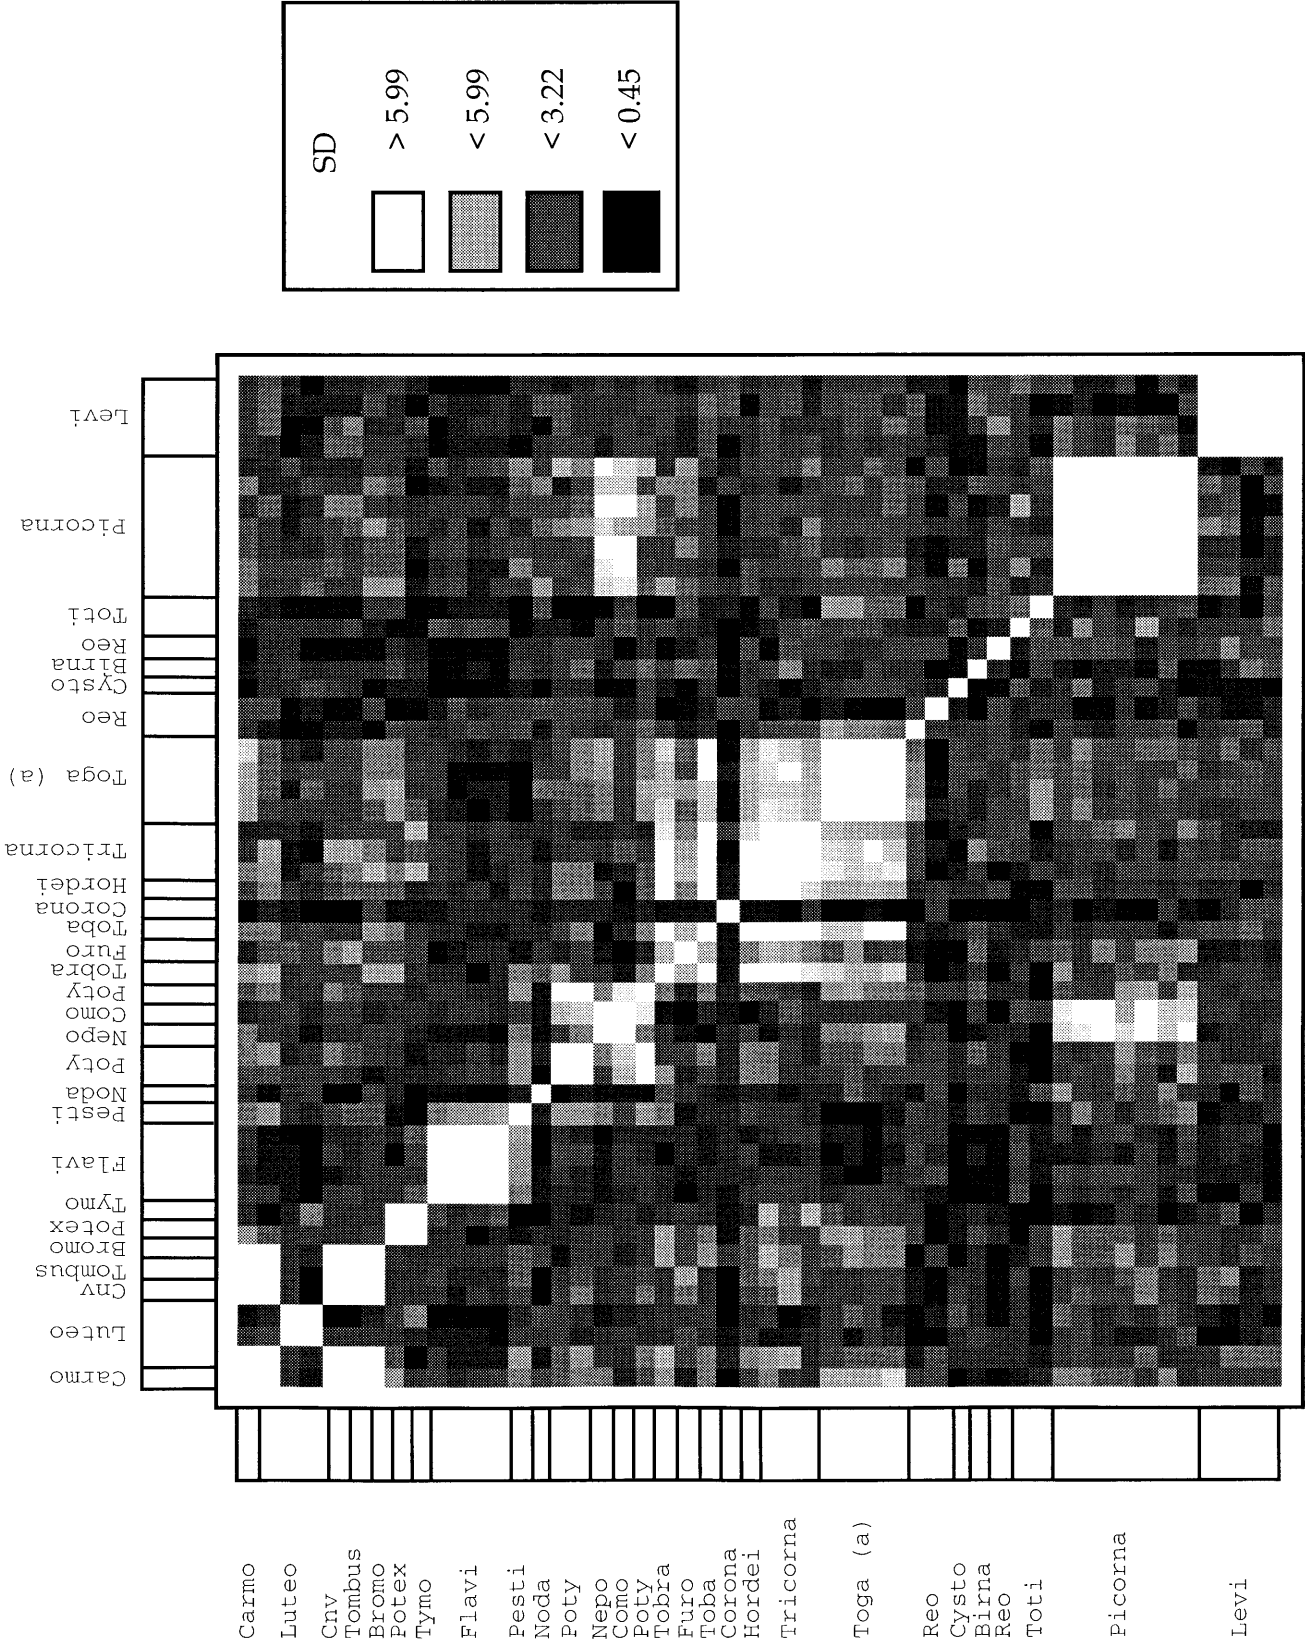 SD
> 5.99
< 5.99
< 3.22
< 0.45
Levi
Picorna
Toti
Reo
Birna
Cysto
Reo
Toga (a)
Tricorna
Hordei
Corona
Toba
Furo
Tobra
Poty
Como
Nepo
Poty
Noda
Pesti
Flavi
Tymo
Potex
Bromo
Tombus
Cnv
Luteo
Carmo
Carmo
Luteo
Cnv
Tombus
Bromo
Potex
Tymo
Flavi
Pesti
Noda
Poty
Nepo
Como
Poty
Tobra
Furo
Toba
Corona
Hordei
Tricorna
Toga (a)
Reo
Cysto
Birna
Reo
Toti
Picorna
Levi